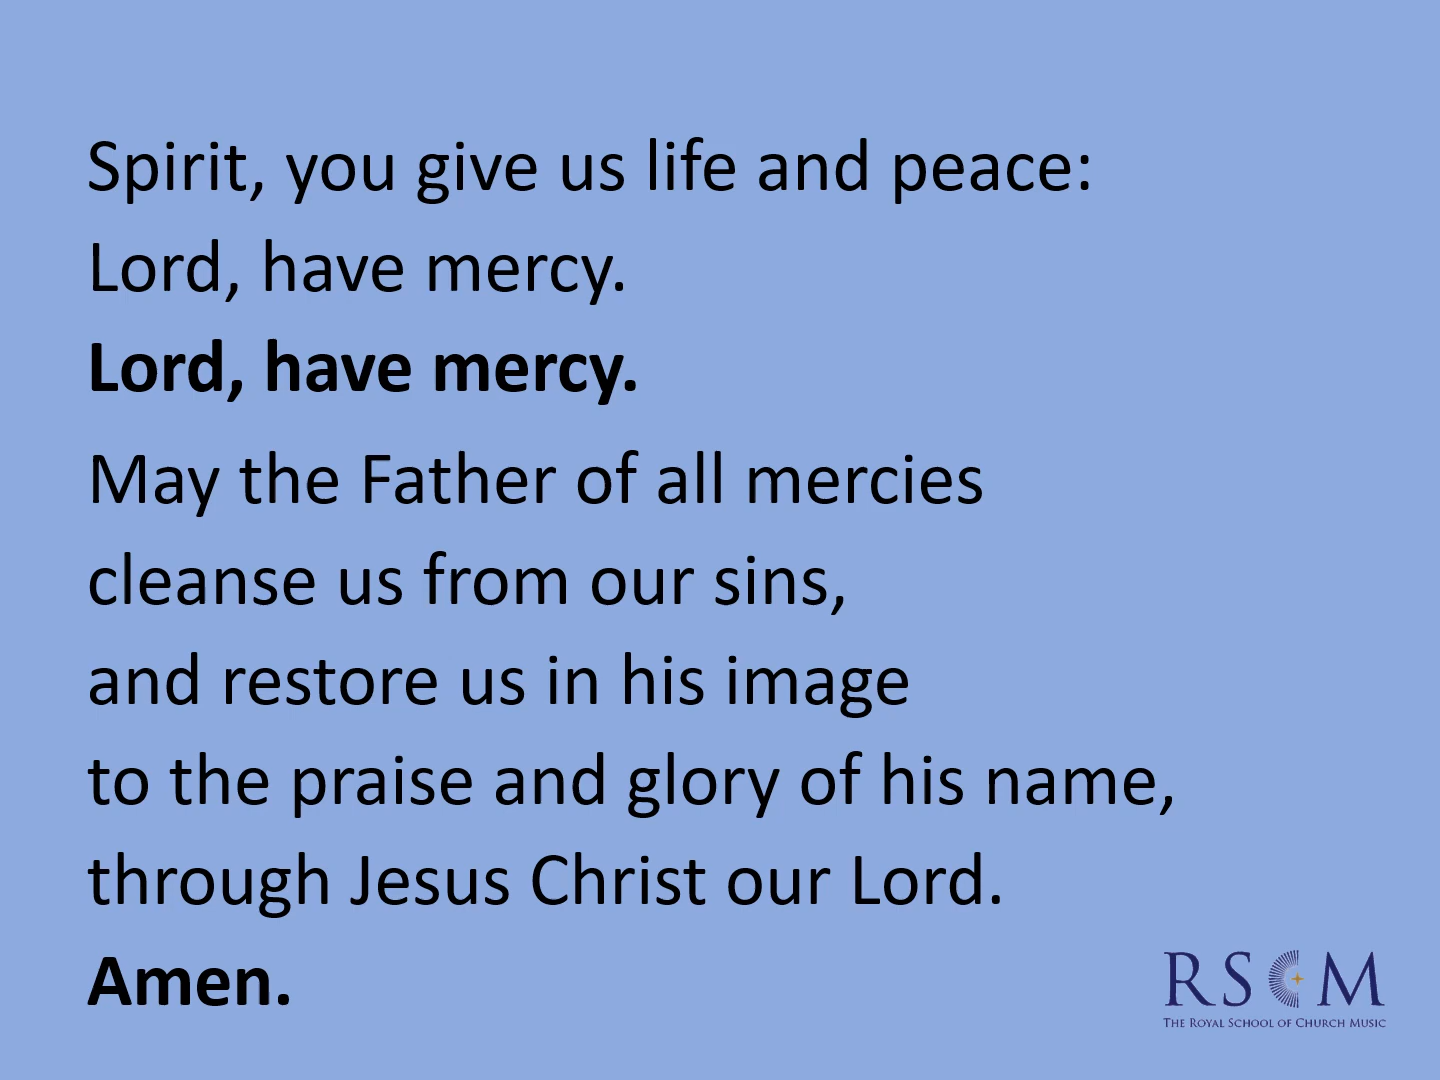 Spirit, you give us life and peace:
Lord, have mercy.
Lord, have mercy.
May the Father of all mercies
cleanse us from our sins,
and restore us in his image
to the praise and glory of his name,
through Jesus Christ our Lord.
Amen.
RSCM
The Royal School of Church Music